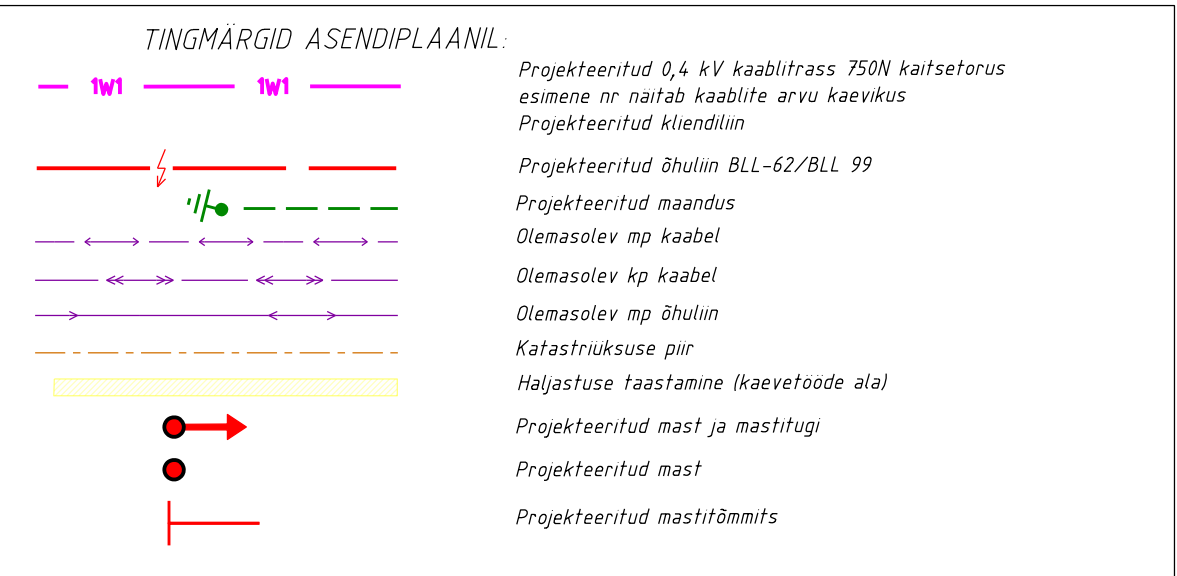 TINGMÄRGID ASENDIPLAANIL:
1W1 1W1
Projekteeritud 0,4 kV kaablitrass 750N kaitsetorus
esimene nr näitab kaablite arvu kaevikus
Projekteeritud kliendiliin
Projekteeritud õhuliin BLL-62/BLL 99
Projekteeritud maandus
Olemasolev mp kaabel
Olemasolev kp kaabel
Olemasolev mp õhuliin
Katastriüksuse piir
Haljastuse taastamine (kaevetööde ala)
Projekteeritud mast ja mastitugi
Projekteeritud mast
Projekteeritud mastitõmmits